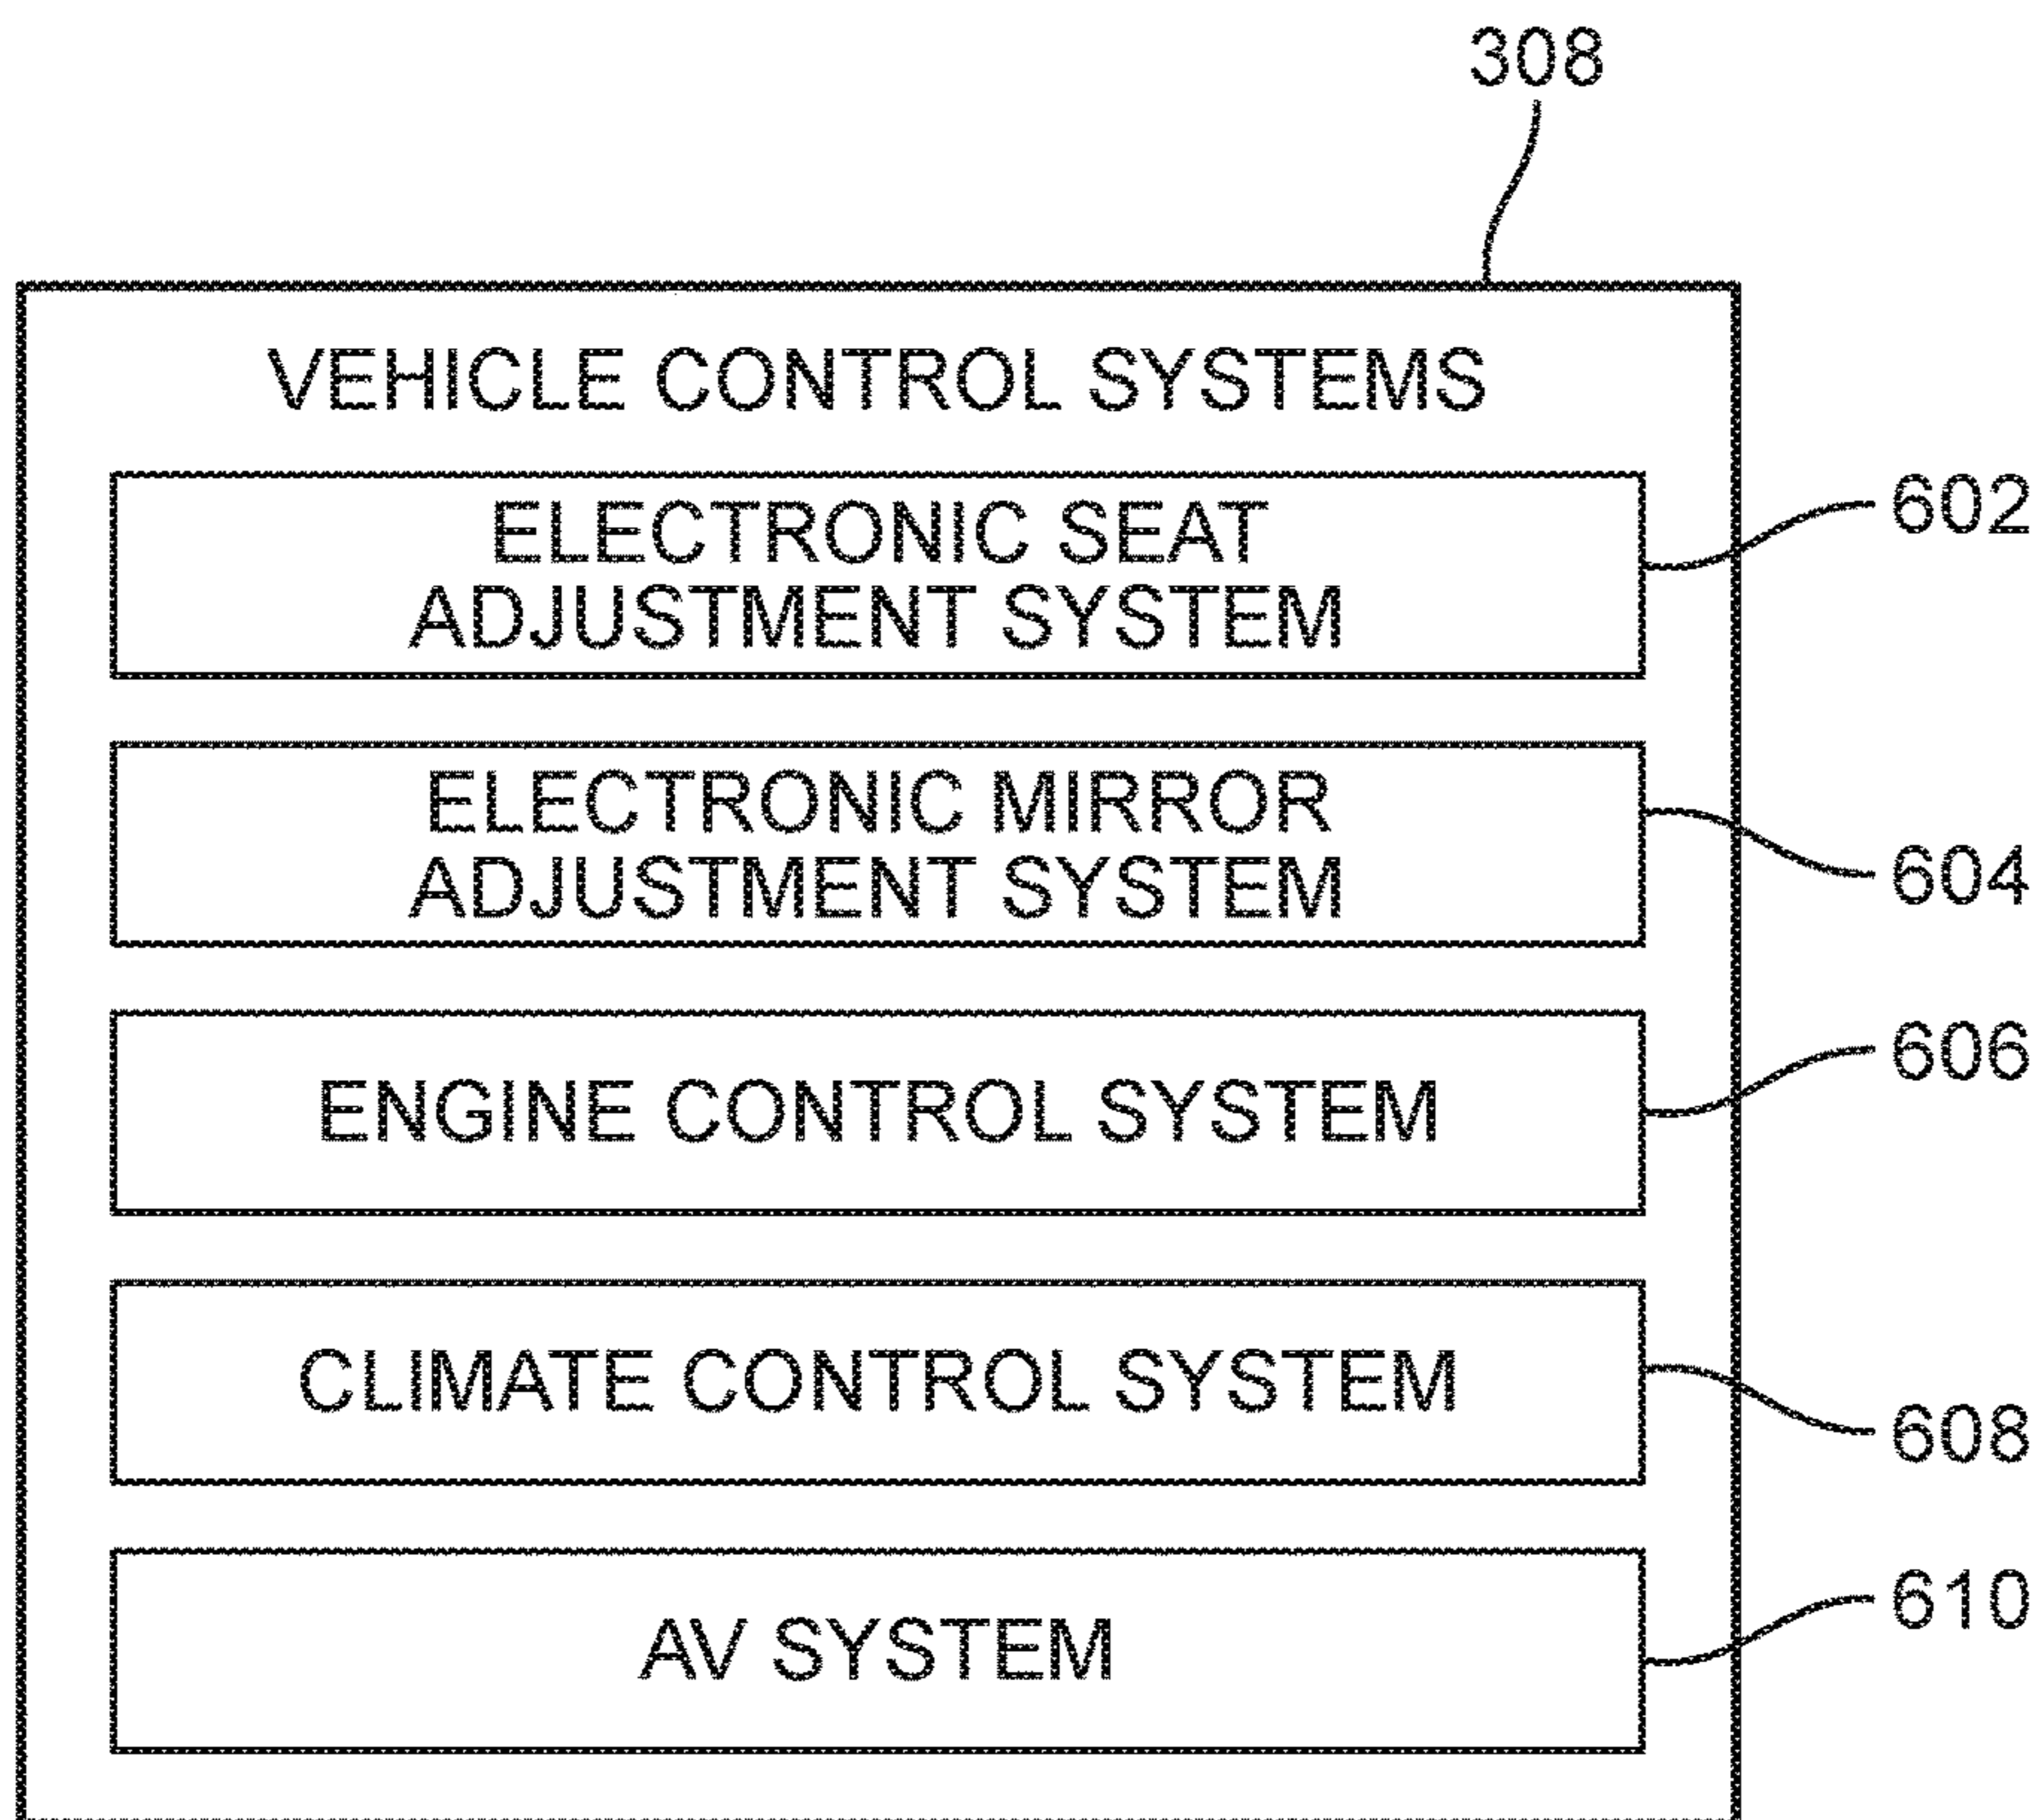 308
VEHICLE CONTROL SYSTEMS
ELECTRONIC SEAT
ADJUSTMENT SYSTEM
602
ELECTRONIC MIRROR
ADJUSTMENT SYSTEM
604
ENGINE CONTROL SYSTEM
606
CLIMATE CONTROL SYSTEM
608
AV SYSTEM
610